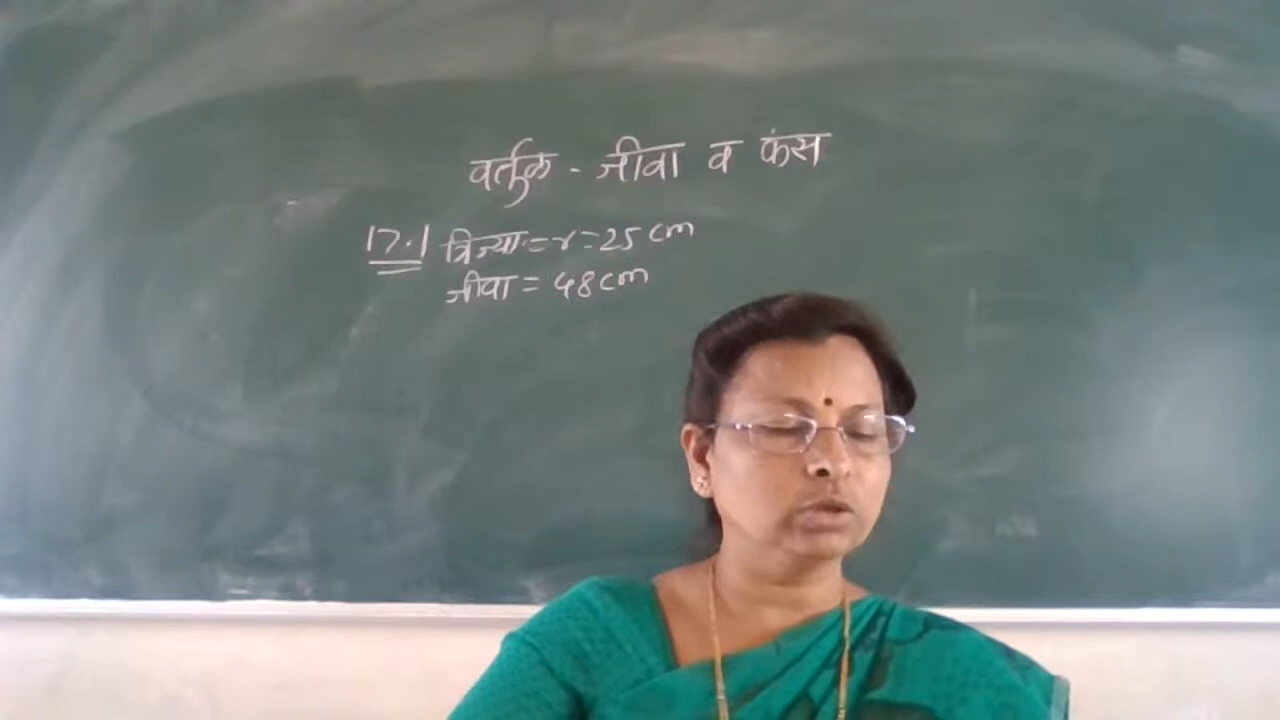 वर्तुळ - जीवा व कंस
17.1 त्रिज्या = r = 25 cm
जीवा = 48 cm